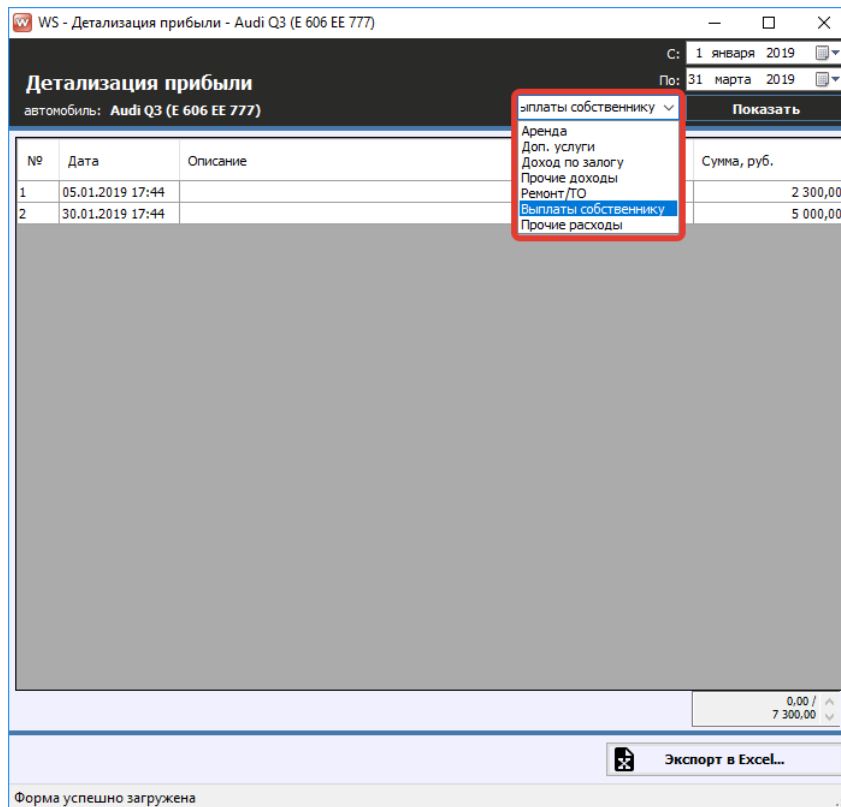 WS - Детализация прибыли - Audi Q3 (E 606 EE 777)
С: 1 января 2019
Детализация прибыли
По: 31 марта 2019
автомобиль: Audi Q3 (E 606 EE 777)
ыплаты собственнику
Показать
Аренда
Доп. услуги
Доход по залогу
Прочие доходы
Ремонт/ТО
Выплаты собственнику
Прочие расходы
№ Дата Описание Сумма, руб.
1 05.01.2019 17:44 2 300,00
2 30.01.2019 17:44 5 000,00
0,00 /
7 300,00
Экспорт в Excel...
Форма успешно загружена